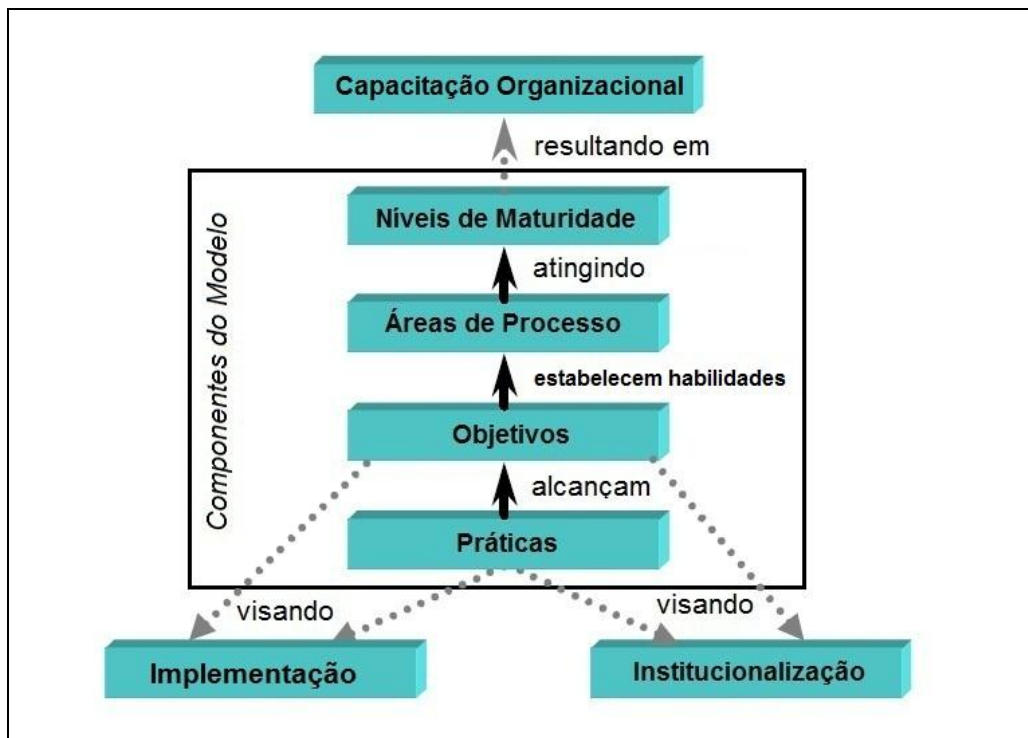 Capacitação Organizacional
resultando em
Componentes do Modelo
Níveis de Maturidade
atingindo
Áreas de Processo
estabelecem habilidades
Objetivos
alcançam
Práticas
visando
visando
Implementação
Institucionalização